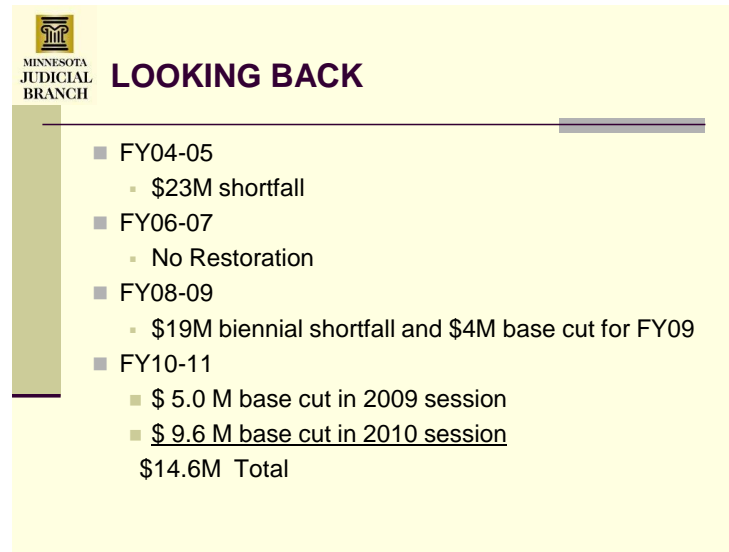 MINNESOTA
JUDICIAL
BRANCH
LOOKING BACK
FY04-05
$23M shortfall
FY06-07
No Restoration
FY08-09
$19M biennial shortfall and $4M base cut for FY09
FY10-11
$ 5.0 M base cut in 2009 session
$ 9.6 M base cut in 2010 session
$14.6M Total